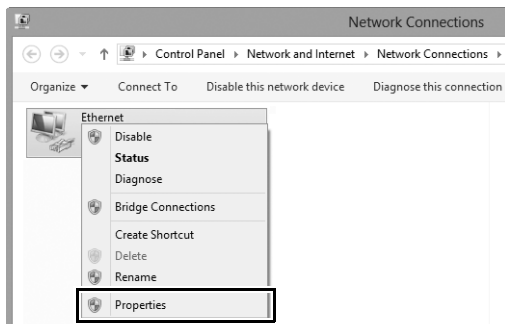 Network Connections
Control Panel Network and Internet Network Connections
Organize Connect To Disable this network device Diagnose this connection
Ethernet
Disable
Status
Diagnose
Bridge Connections
Create Shortcut
Delete
Rename
Properties